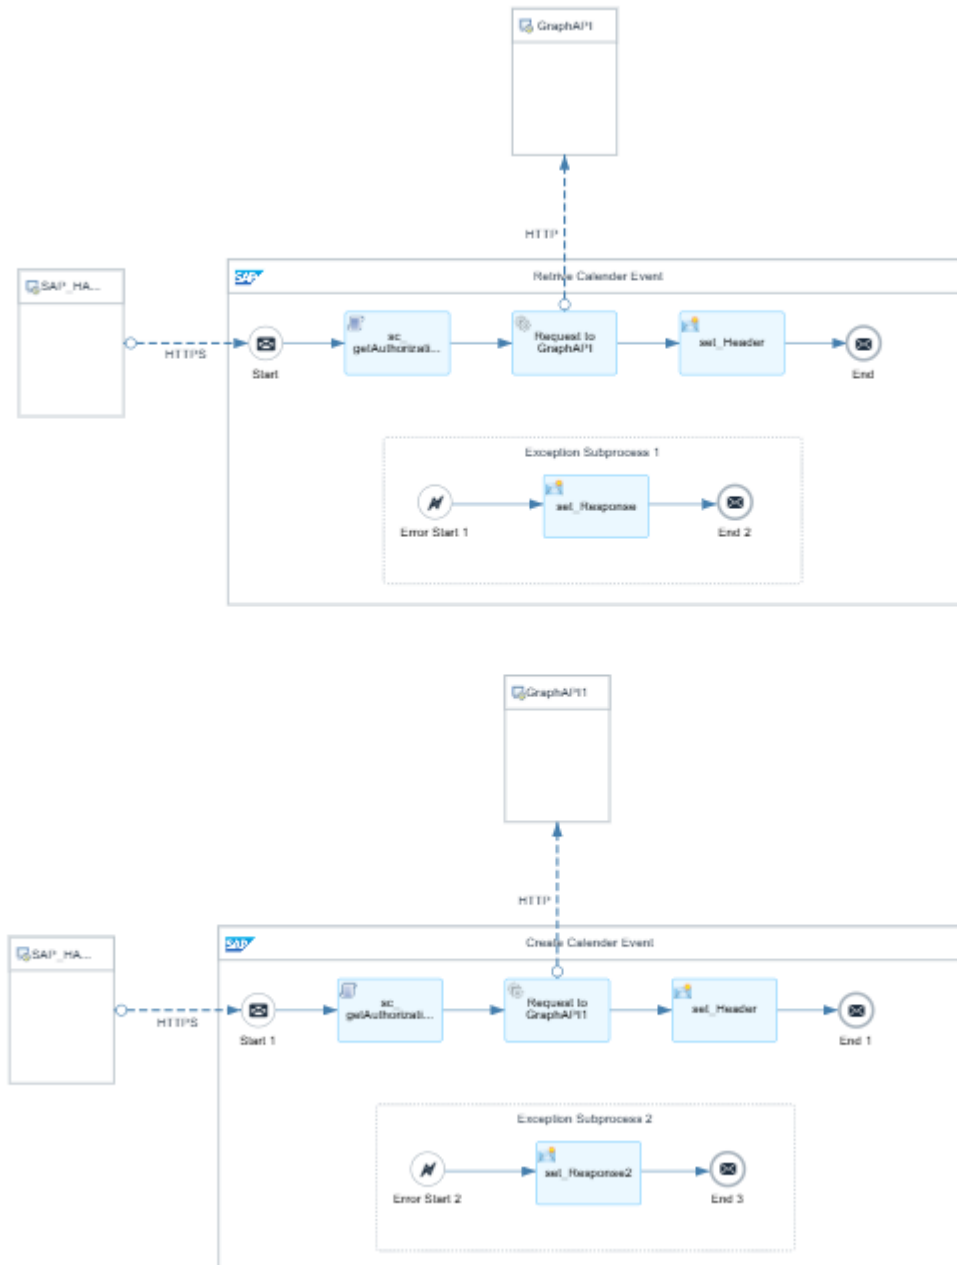 GraphAPI
HTTP
SAP
Retrive Calender Event
SAP_HA...
HTTPS
Start
sc_
getAuthorizati...
Request to
GraphAPI
set_Header
End
Exception Subprocess 1
Error Start 1
set_Response
End 2
GraphAPI1
HTTP
SAP
Create Calender Event
SAP_HA...
HTTPS
Start 1
sc_
getAuthorizati...
Request to
GraphAPI1
set_Header
End 1
Exception Subprocess 2
Error Start 2
set_Response2
End 3